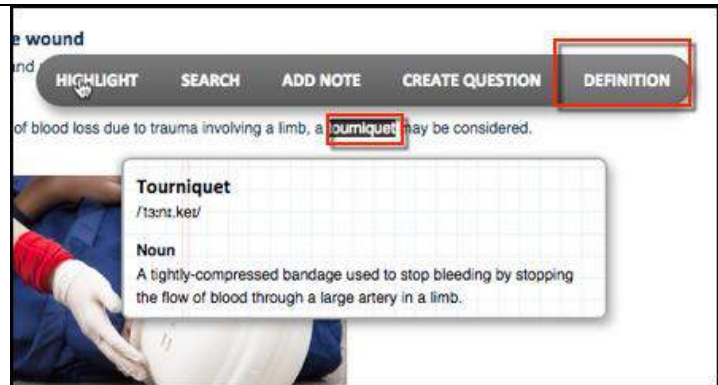 e wound
and
HIGHLIGHT SEARCH ADD NOTE CREATE QUESTION DEFINITION
of blood loss due to trauma involving a limb, a tourniquet may be considered.
Tourniquet
/ˈtɜːnɪ.keɪ/
Noun
A tightly-compressed bandage used to stop bleeding by stopping
the flow of blood through a large artery in a limb.